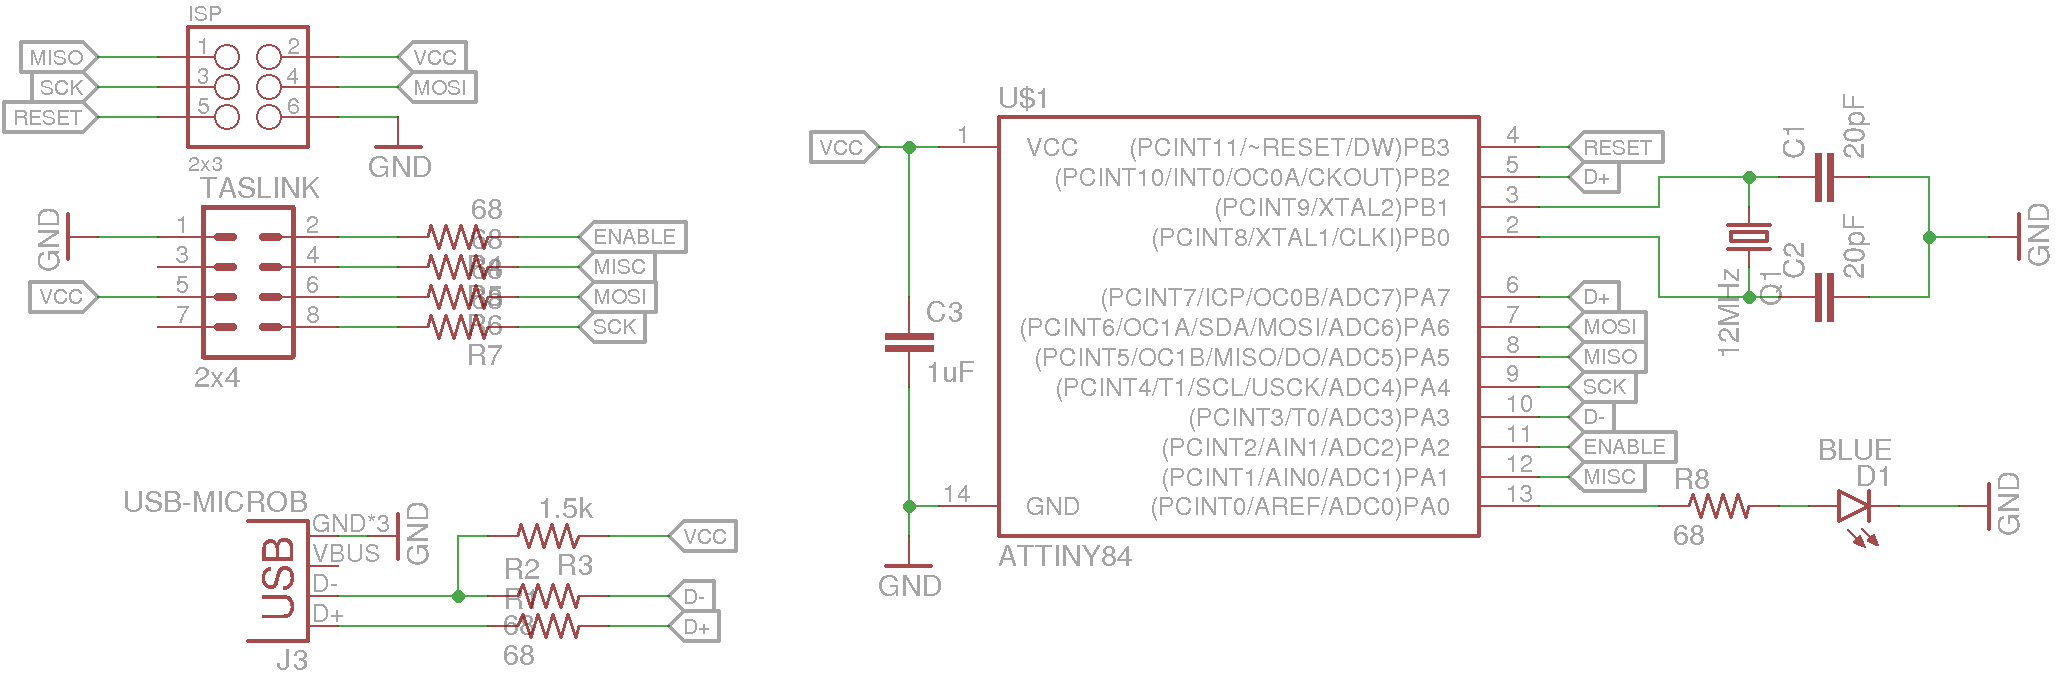 ISP
MISO 1 2 VCC
SCK 3 4 MOSI
RESET 5 6
GND
2x3
TASLINK
GND 1 2 68 ENABLE
3 4 68 MISC
R4
VCC 5 6 68 MOSI
R5
7 8 68 SCK
R6
R7
2x4
USB-MICROB
USB
GND*3 GND
VBUS
D-
D+
J3
1.5k VCC
R3
R2
R1 D-
68 D+
68
U$1
VCC 1 VCC
C3
1uF
14 GND
GND
ATTINY84
(PCINT11/~RESET/DW)PB3 4 RESET
(PCINT10/INT0/OC0A/CKOUT)PB2 5 D+
(PCINT9/XTAL2)PB1 3
(PCINT8/XTAL1/CLKI)PB0 2
(PCINT7/ICP/OC0B/ADC7)PA7 6 D+
(PCINT6/OC1A/SDA/MOSI/ADC6)PA6 7 MOSI
(PCINT5/OC1B/MISO/DO/ADC5)PA5 8 MISO
(PCINT4/T1/SCL/USCK/ADC4)PA4 9 SCK
(PCINT3/T0/ADC3)PA3 10 D-
(PCINT2/AIN1/ADC2)PA2 11 ENABLE
(PCINT1/AIN0/ADC1)PA1 12 MISC
(PCINT0/AREF/ADC0)PA0 13
C1
20pF
C2
20pF
Q1
12MHz
GND
R8
68
BLUE
D1
GND